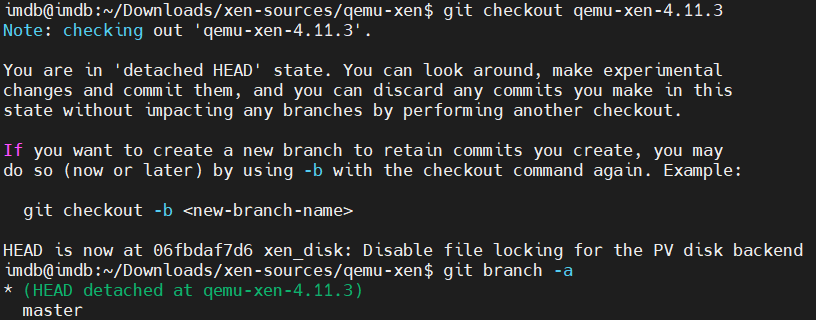 imdb@imdb:~/Downloads/xen-sources/qemu-xen$ git checkout qemu-xen-4.11.3
Note: checking out 'qemu-xen-4.11.3'.
You are in 'detached HEAD' state. You can look around, make experimental
changes and commit them, and you can discard any commits you make in this
state without impacting any branches by performing another checkout.
If you want to create a new branch to retain commits you create, you may
do so (now or later) by using -b with the checkout command again. Example:
git checkout -b <new-branch-name>
HEAD is now at 06fbdaf7d6 xen_disk: Disable file locking for the PV disk backend
imdb@imdb:~/Downloads/xen-sources/qemu-xen$ git branch -a
* (HEAD detached at qemu-xen-4.11.3)
master